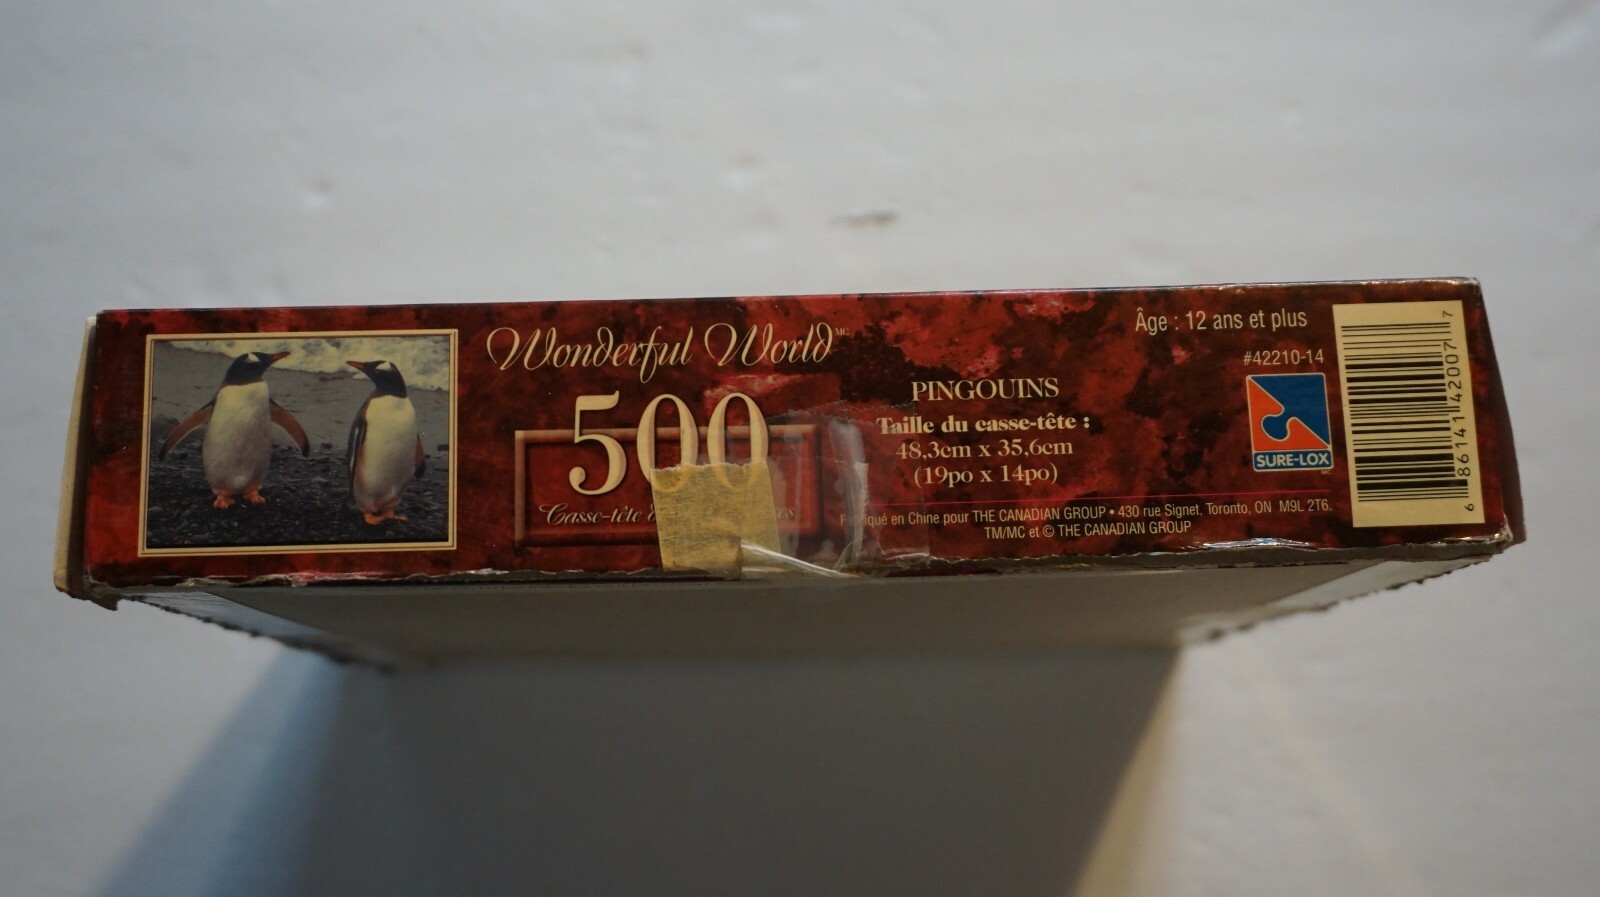 Wonderful World MC
500
Casse-tête
PINGOUINS
Taille du casse-tête :
48,3cm x 35,6cm
(19po x 14po)
en Chine pour THE CANADIAN GROUP • 430 rue Signet, Toronto, ON M9L 2T6.
TM/MC et © THE CANADIAN GROUP
Âge : 12 ans et plus
#42210-14
SURE-LOX
MC
6 86141 42007 7